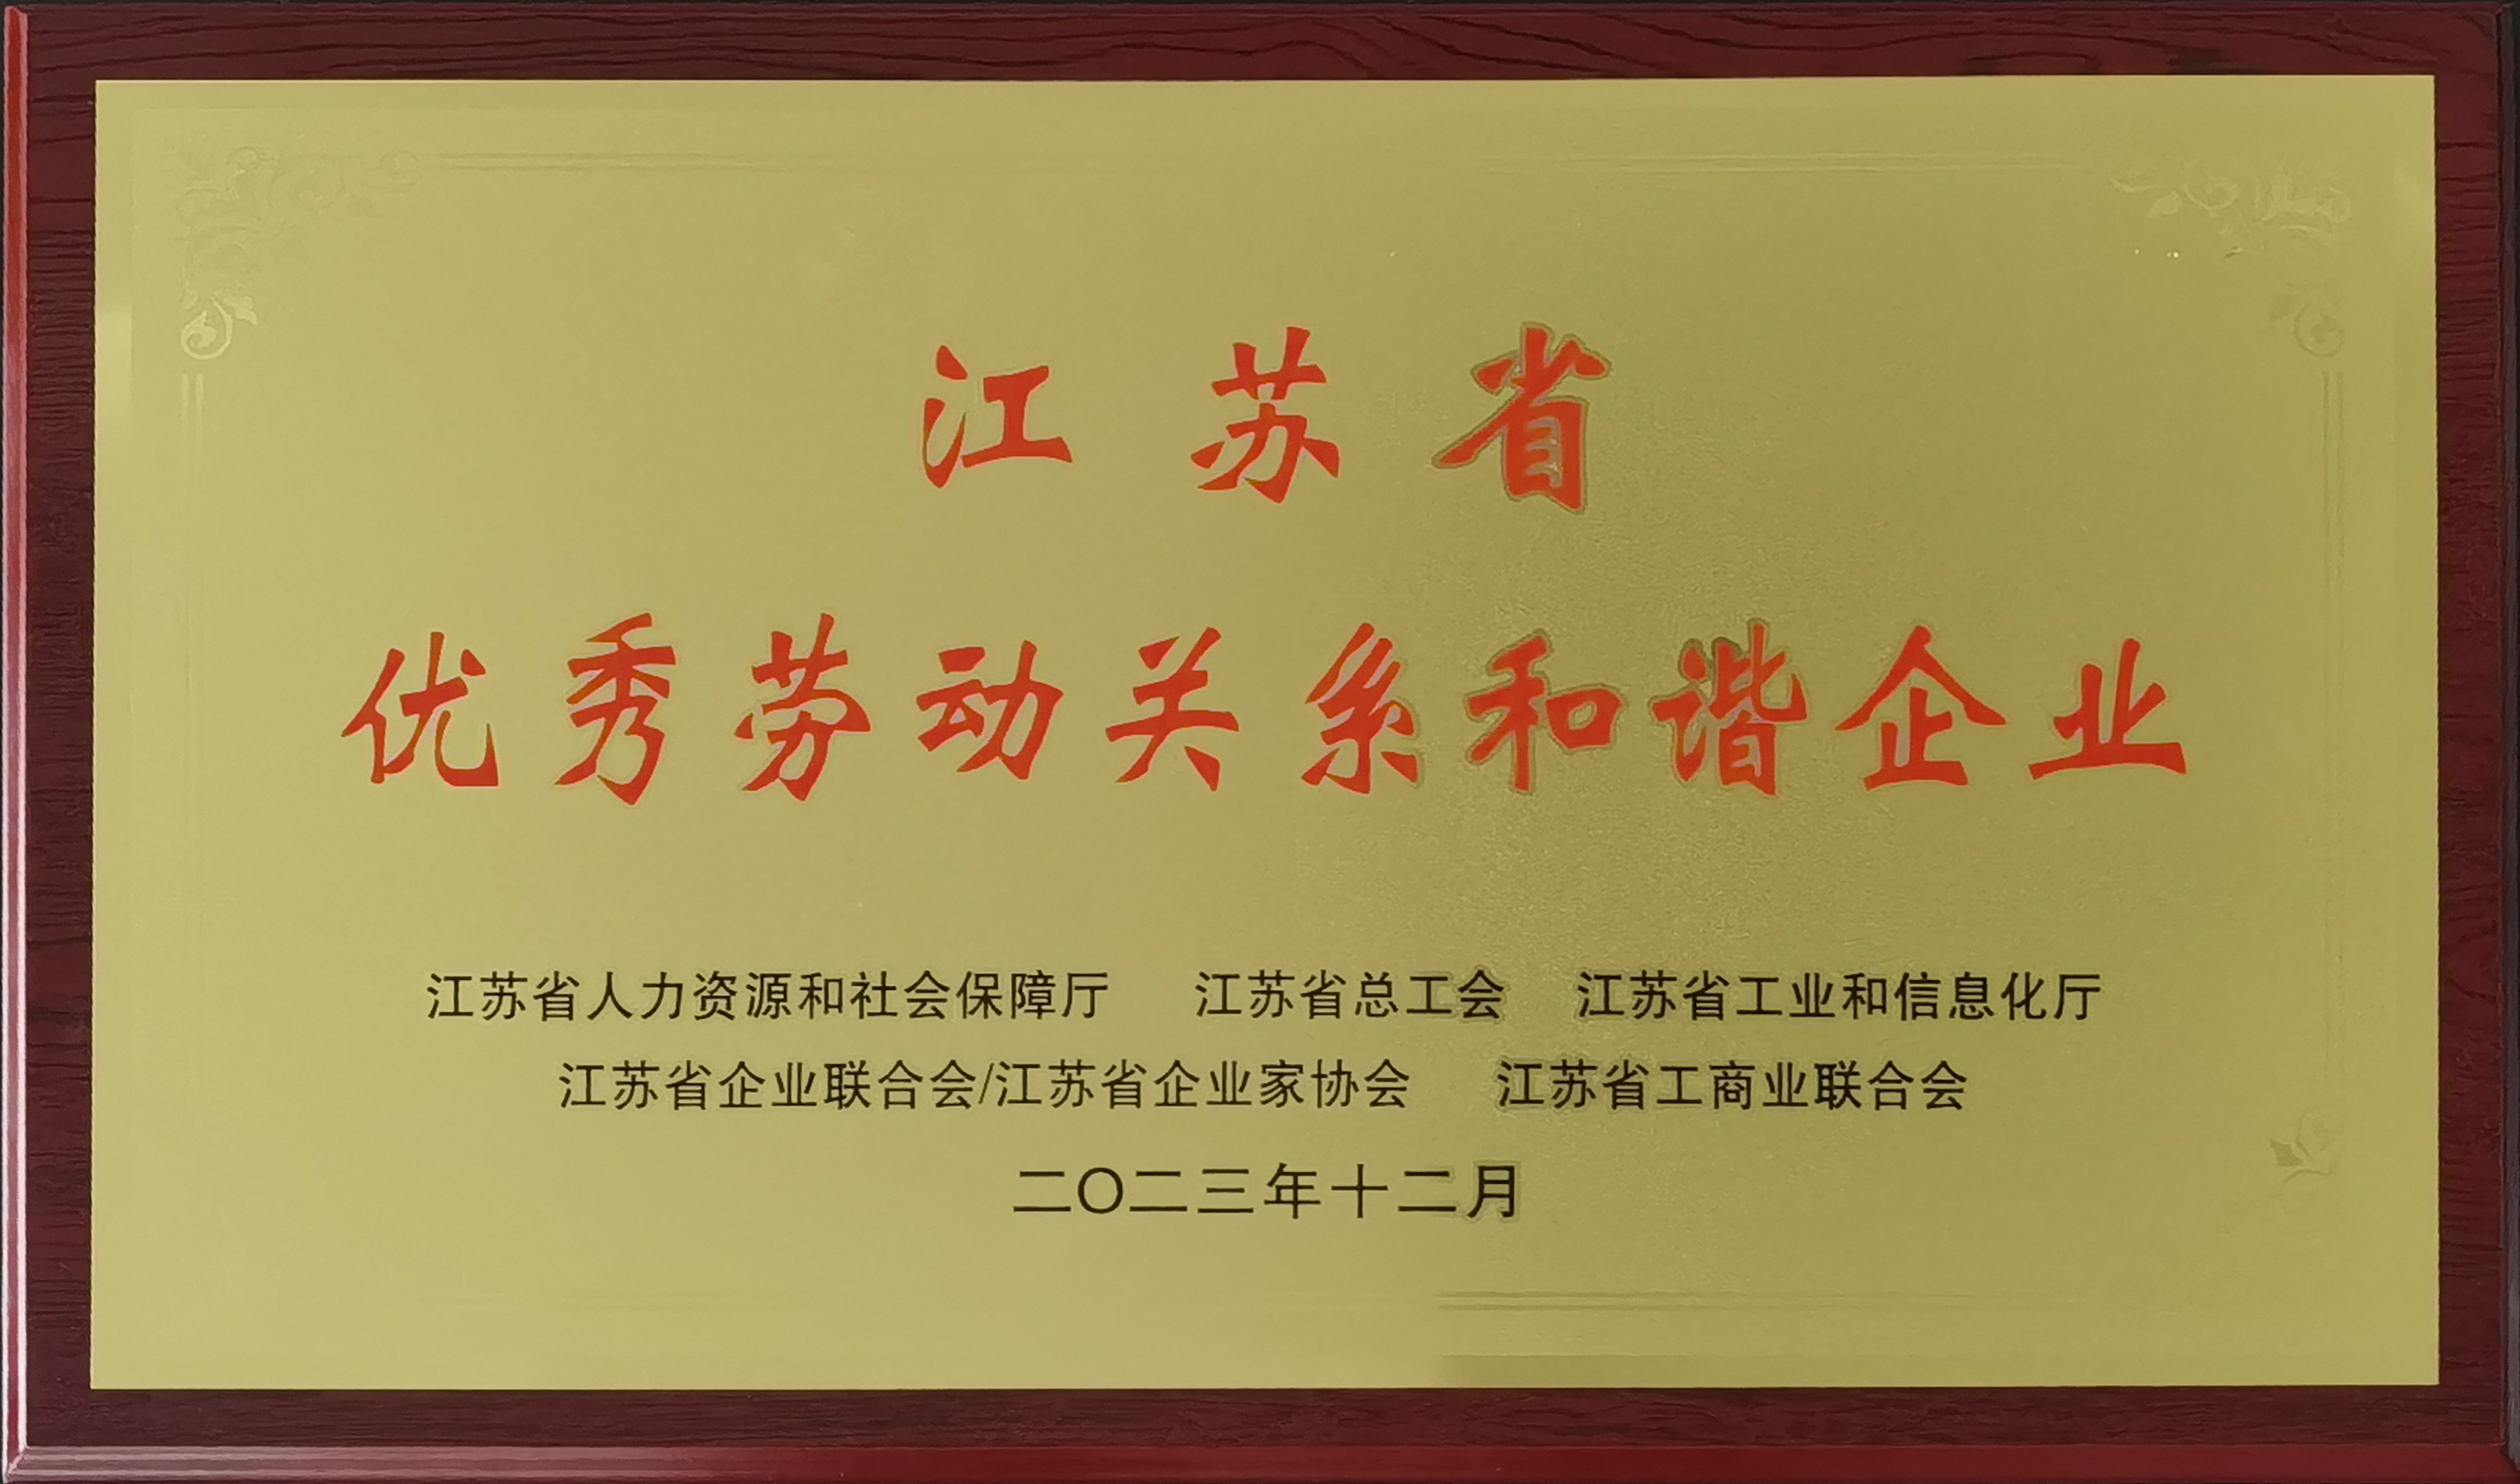 江苏省
优秀劳动关系和谐企业
江苏省人力资源和社会保障厅 江苏省总工会 江苏省工业和信息化厅
江苏省企业联合会/江苏省企业家协会 江苏省工商业联合会
二〇二三年十二月